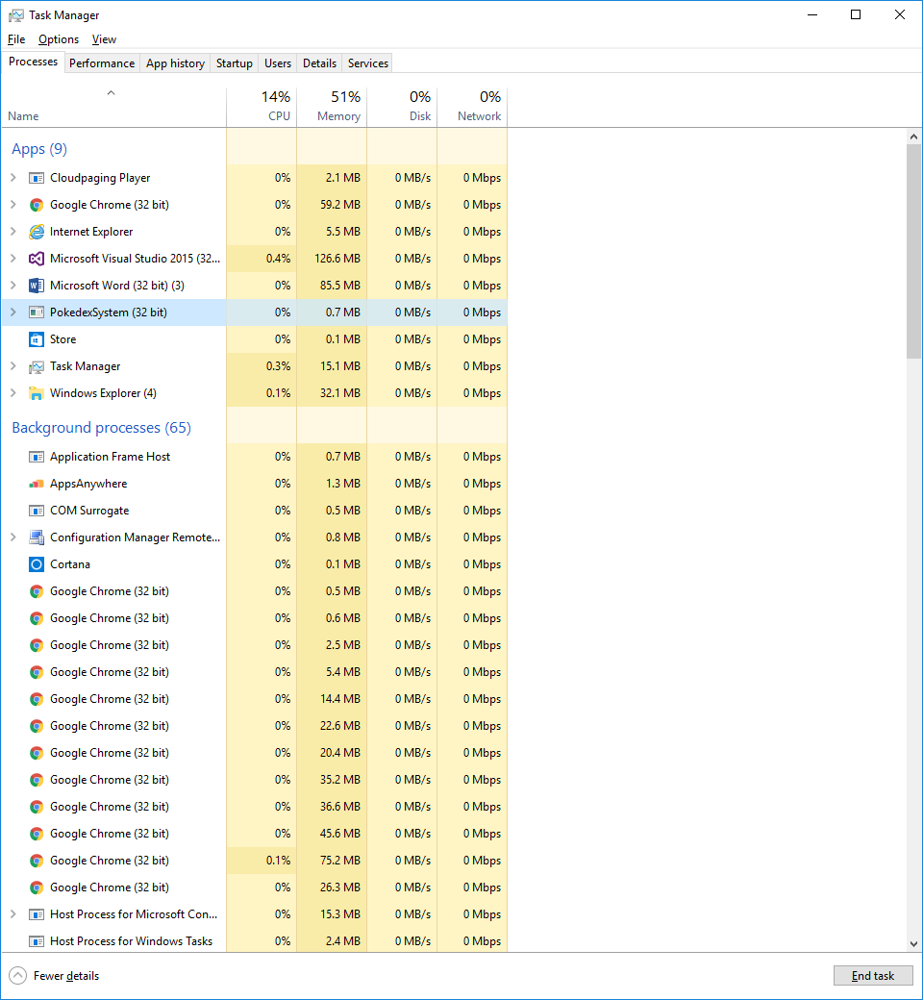 Task Manager
File Options View
Processes Performance App history Startup Users Details Services
14% 51% 0% 0%
Name CPU Memory Disk Network
Apps (9)
Cloudpaging Player 0% 2.1 MB 0 MB/s 0 Mbps
Google Chrome (32 bit) 0% 59.2 MB 0 MB/s 0 Mbps
Internet Explorer 0% 5.5 MB 0 MB/s 0 Mbps
Microsoft Visual Studio 2015 (32... 0.4% 126.6 MB 0 MB/s 0 Mbps
Microsoft Word (32 bit) (3) 0% 85.5 MB 0 MB/s 0 Mbps
PokedexSystem (32 bit) 0% 0.7 MB 0 MB/s 0 Mbps
Store 0% 0.1 MB 0 MB/s 0 Mbps
Task Manager 0.3% 15.1 MB 0 MB/s 0 Mbps
Windows Explorer (4) 0.1% 32.1 MB 0 MB/s 0 Mbps
Background processes (65)
Application Frame Host 0% 0.7 MB 0 MB/s 0 Mbps
AppsAnywhere 0% 1.3 MB 0 MB/s 0 Mbps
COM Surrogate 0% 0.5 MB 0 MB/s 0 Mbps
Configuration Manager Remote... 0% 0.8 MB 0 MB/s 0 Mbps
Cortana 0% 0.1 MB 0 MB/s 0 Mbps
Google Chrome (32 bit) 0% 0.5 MB 0 MB/s 0 Mbps
Google Chrome (32 bit) 0% 0.6 MB 0 MB/s 0 Mbps
Google Chrome (32 bit) 0% 2.5 MB 0 MB/s 0 Mbps
Google Chrome (32 bit) 0% 5.4 MB 0 MB/s 0 Mbps
Google Chrome (32 bit) 0% 14.4 MB 0 MB/s 0 Mbps
Google Chrome (32 bit) 0% 22.6 MB 0 MB/s 0 Mbps
Google Chrome (32 bit) 0% 20.4 MB 0 MB/s 0 Mbps
Google Chrome (32 bit) 0% 35.2 MB 0 MB/s 0 Mbps
Google Chrome (32 bit) 0% 36.6 MB 0 MB/s 0 Mbps
Google Chrome (32 bit) 0% 45.6 MB 0 MB/s 0 Mbps
Google Chrome (32 bit) 0.1% 75.2 MB 0 MB/s 0 Mbps
Google Chrome (32 bit) 0% 26.3 MB 0 MB/s 0 Mbps
Host Process for Microsoft Con... 0% 15.3 MB 0 MB/s 0 Mbps
Host Process for Windows Tasks 0% 2.4 MB 0 MB/s 0 Mbps
Fewer details End task